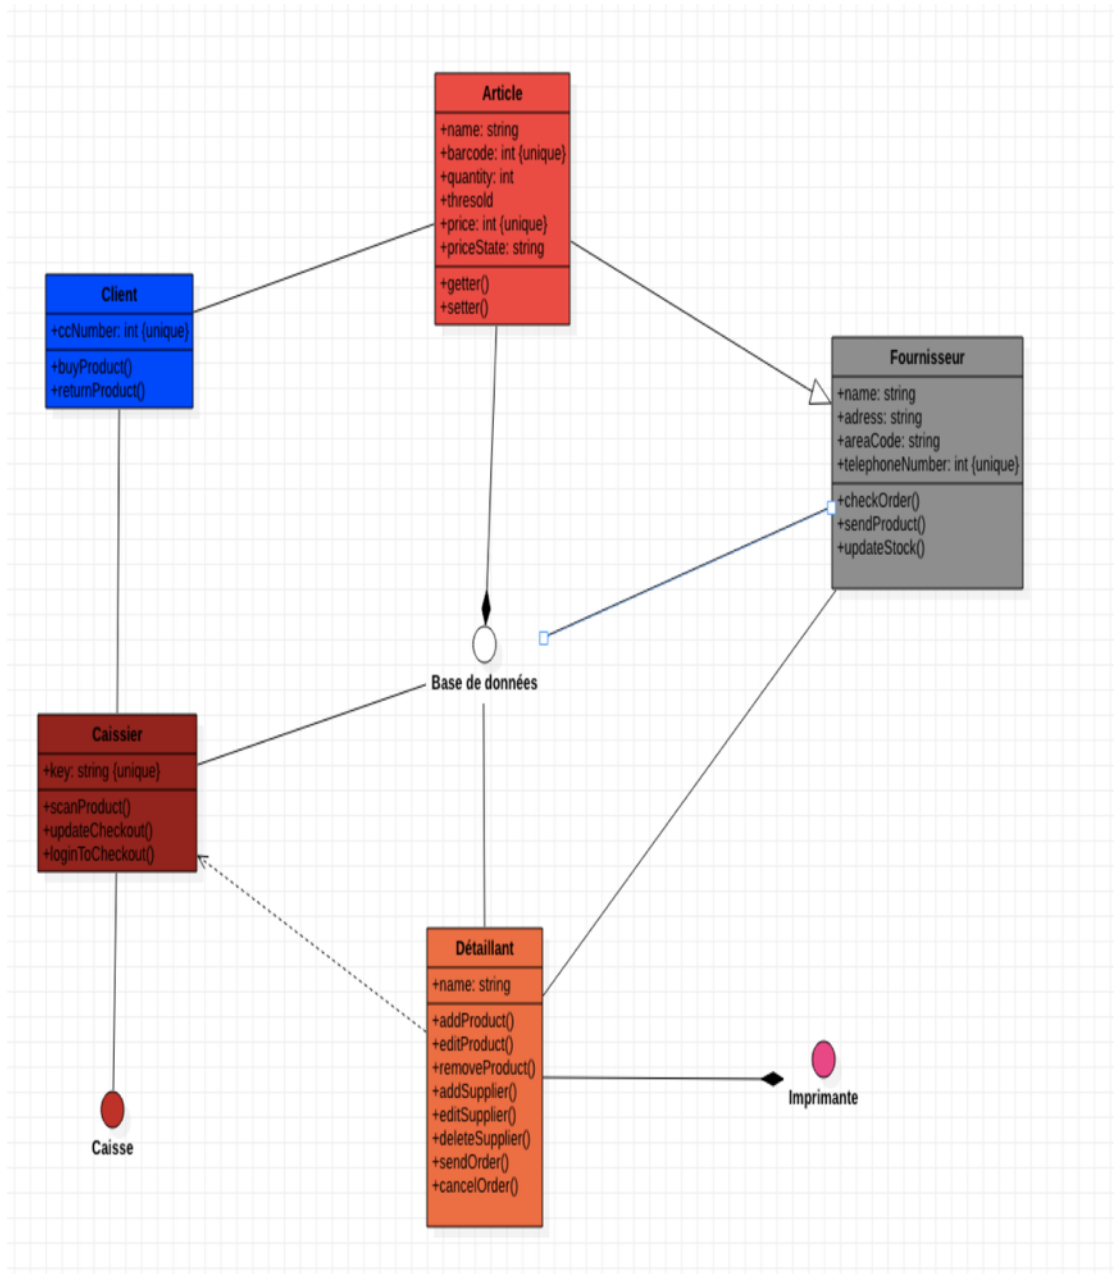 Article
+name: string
+barcode: int {unique}
+quantity: int
+thresold
+price: int {unique}
+priceState: string
+getter()
+setter()
Client
+ccNumber: int {unique}
+buyProduct()
+returnProduct()
Fournisseur
+name: string
+adress: string
+areaCode: string
+telephoneNumber: int {unique}
+checkOrder()
+sendProduct()
+updateStock()
Base de données
Caissier
+key: string {unique}
+scanProduct()
+updateCheckout()
+loginToCheckout()
Détaillant
+name: string
+addProduct()
+editProduct()
+removeProduct()
+addSupplier()
+editSupplier()
+deleteSupplier()
+sendOrder()
+cancelOrder()
Imprimante
Caisse